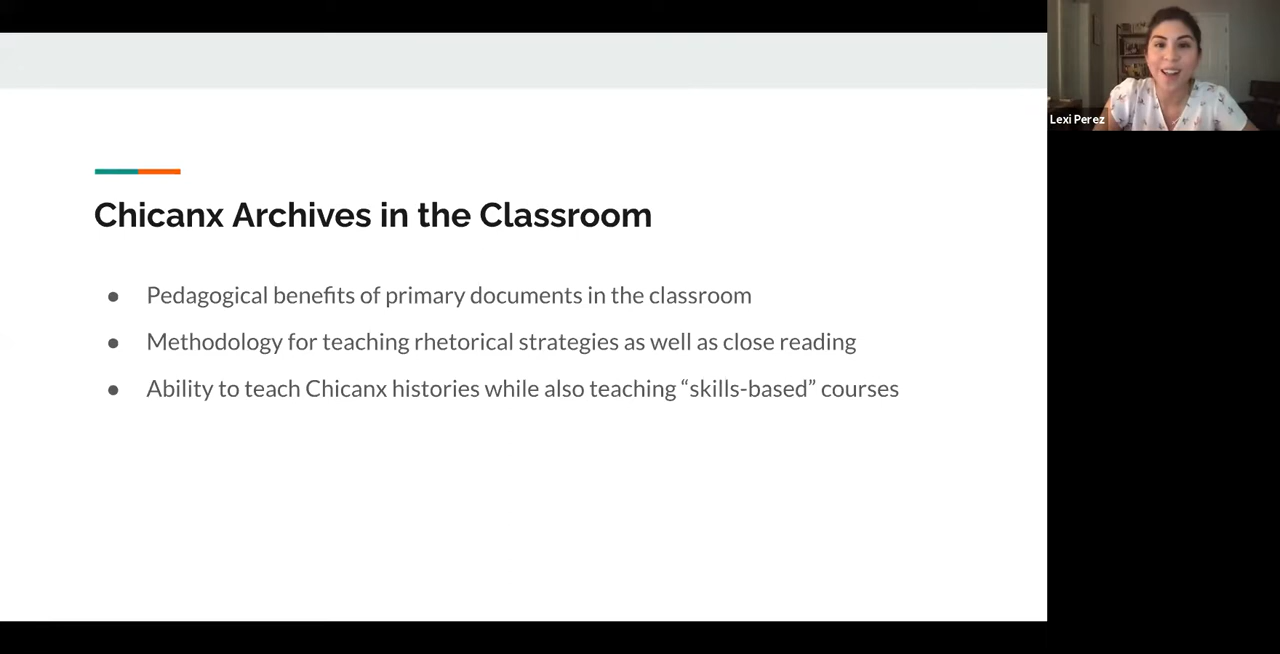 Chicanx Archives in the Classroom
● Pedagogical benefits of primary documents in the classroom
● Methodology for teaching rhetorical strategies as well as close reading
● Ability to teach Chicanx histories while also teaching “skills-based” courses
Lexi Perez